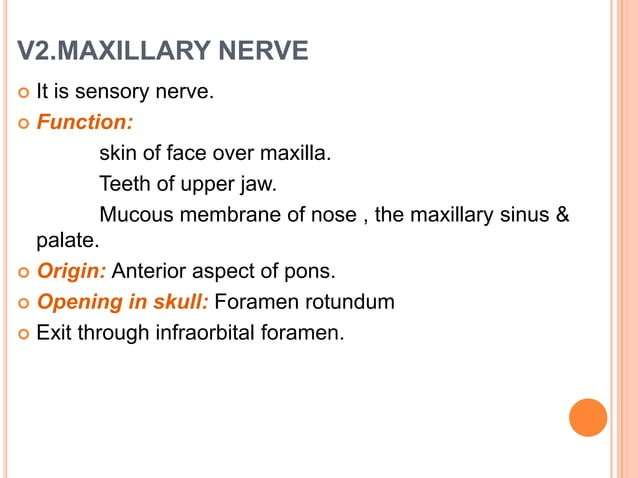 V2.MAXILLARY NERVE
It is sensory nerve.
Function:
skin of face over maxilla.
Teeth of upper jaw.
Mucous membrane of nose , the maxillary sinus &
palate.
Origin: Anterior aspect of pons.
Opening in skull: Foramen rotundum
Exit through infraorbital foramen.